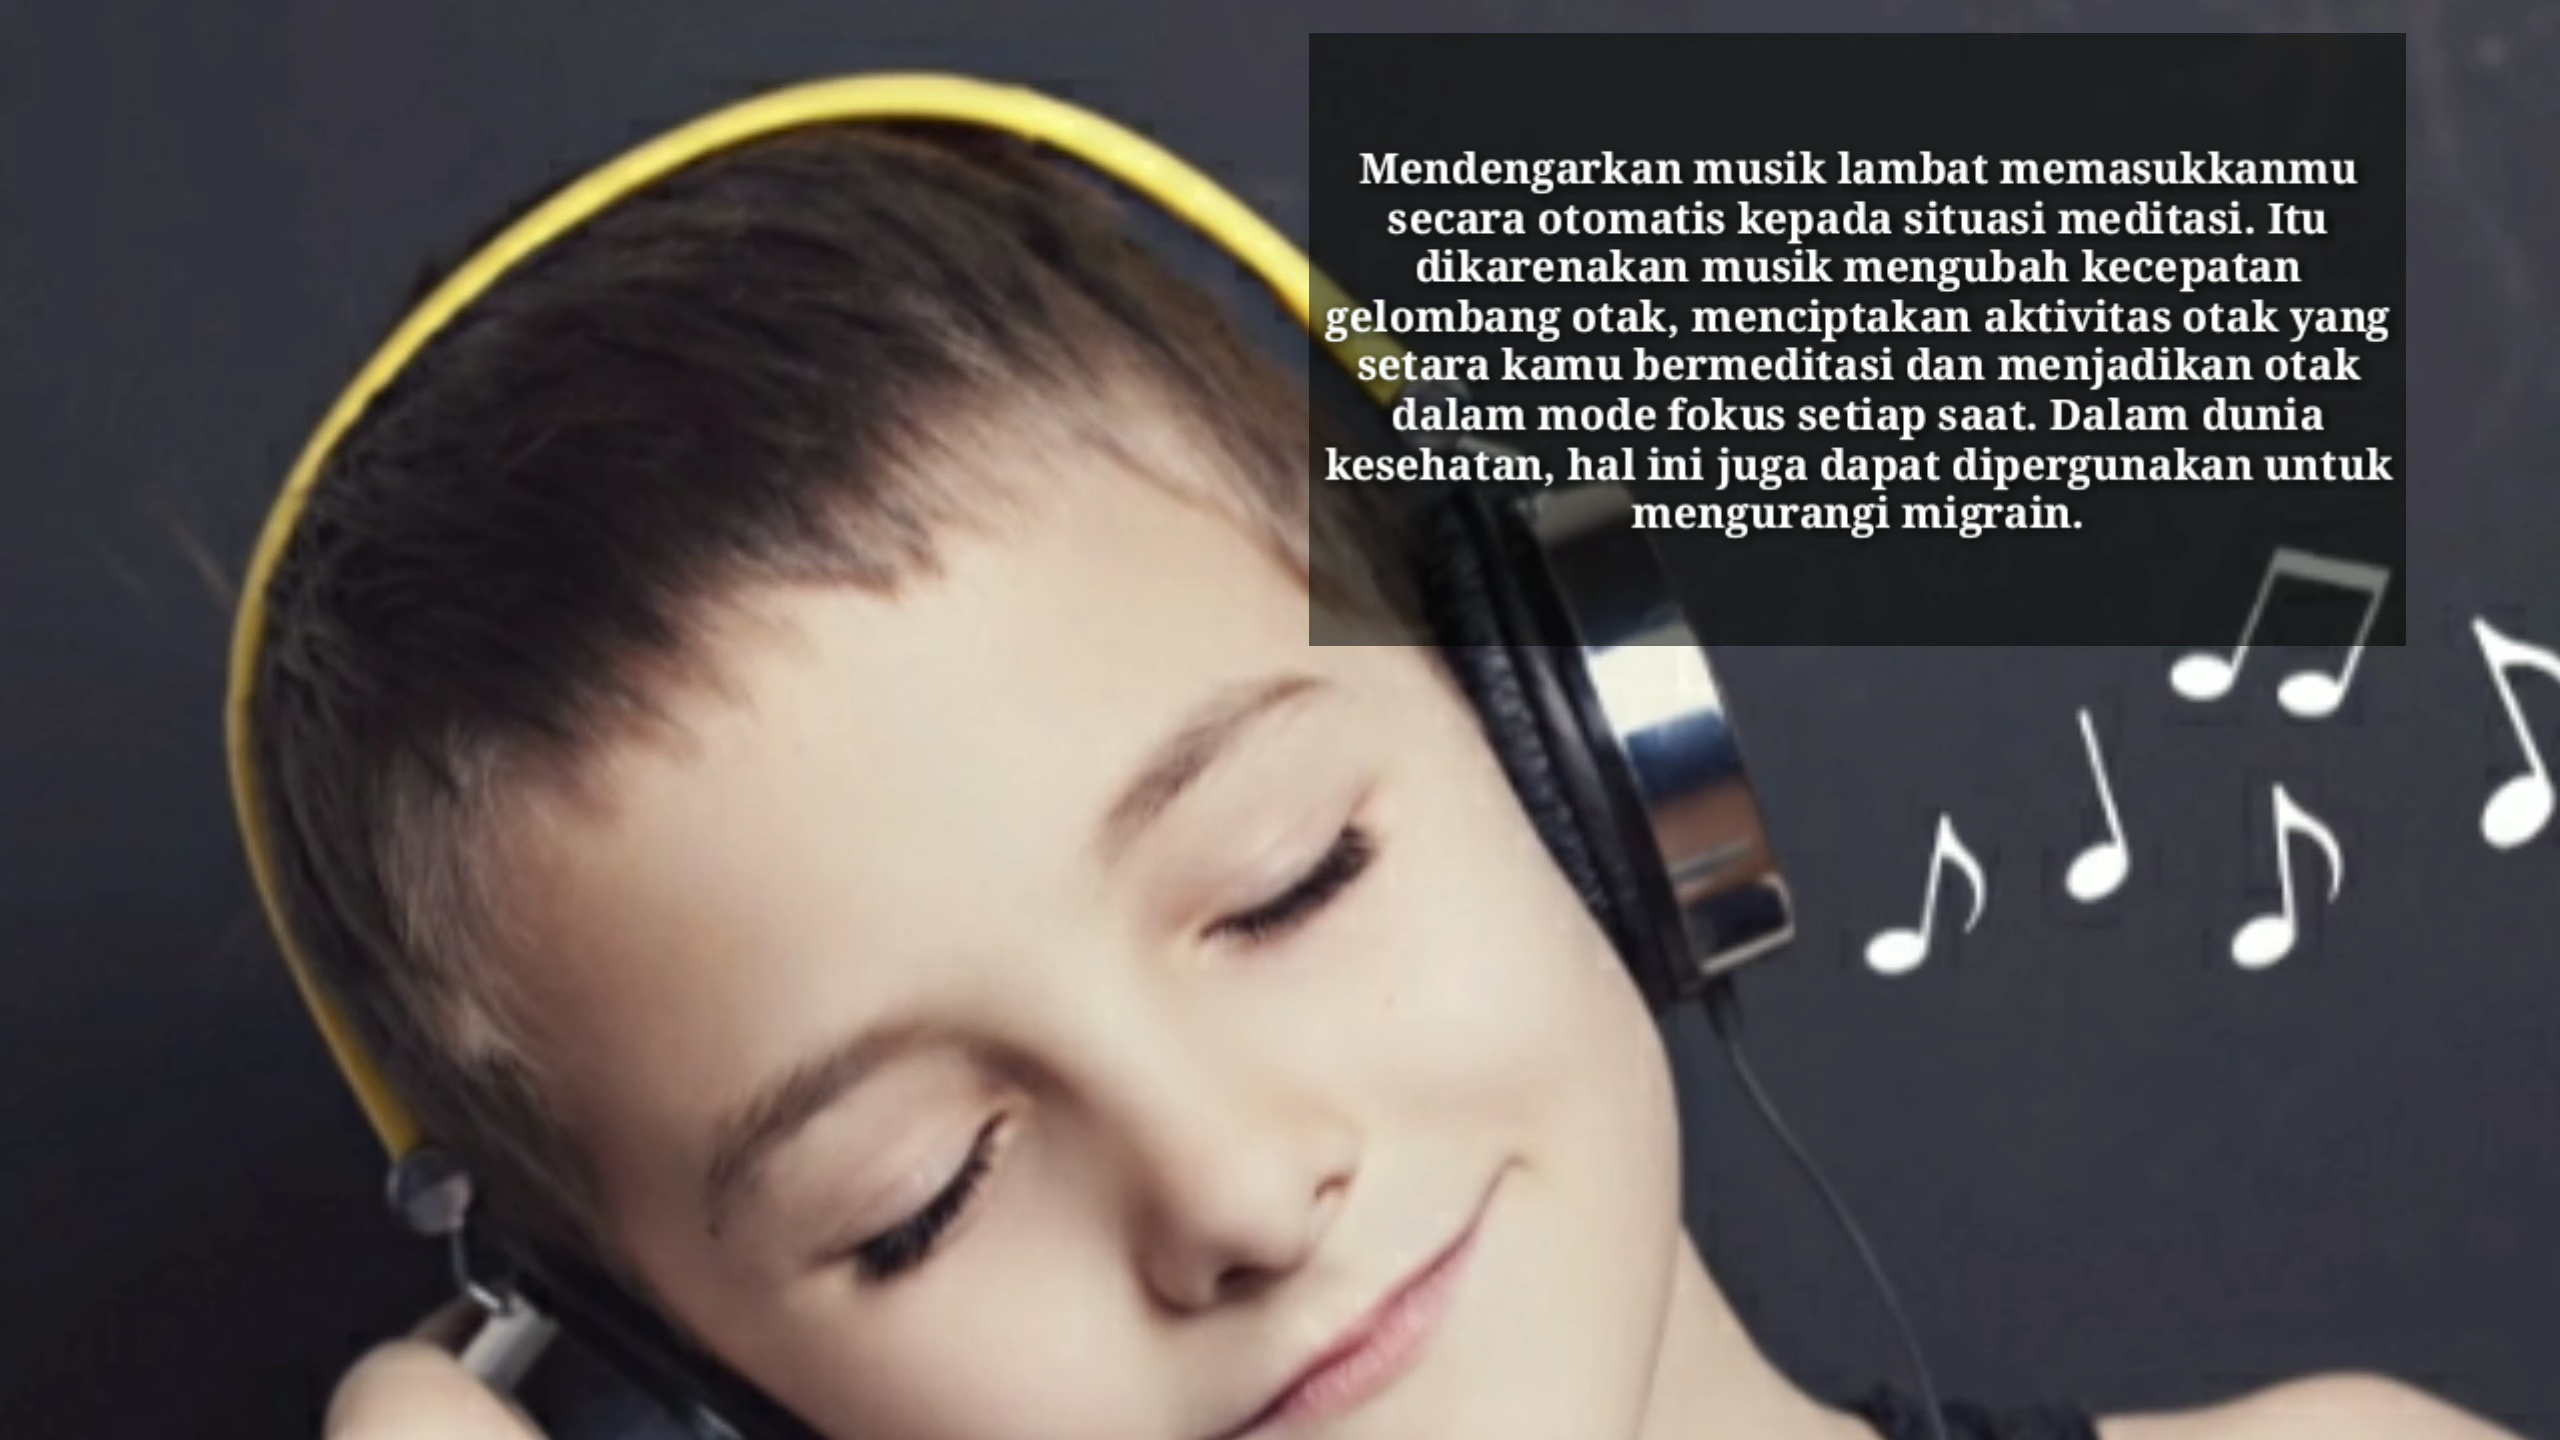 Mendengarkan musik lambat memasukkanmu
secara otomatis kepada situasi meditasi. Itu
dikarenakan musik mengubah kecepatan
gelombang otak, menciptakan aktivitas otak yang
setara kamu bermeditasi dan menjadikan otak
dalam mode fokus setiap saat. Dalam dunia
kesehatan, hal ini juga dapat dipergunakan untuk
mengurangi migrain.